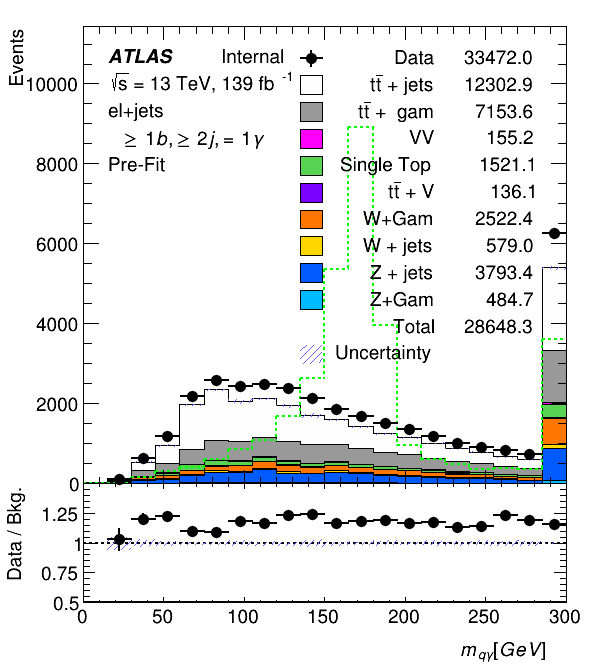 Events
ATLAS Internal
√s = 13 TeV, 139 fb⁻¹
el+jets
≥ 1b, ≥ 2j, = 1γ
Pre-Fit
Data 33472.0
tt̄ + jets 12302.9
tt̄ + gam 7153.6
VV 155.2
Single Top 1521.1
tt̄ + V 136.1
W+Gam 2522.4
W + jets 579.0
Z + jets 3793.4
Z+Gam 484.7
Total 28648.3
Uncertainty
10000
8000
6000
4000
2000
0
Data / Bkg.
1.25
1
0.75
0.5
0 50 100 150 200 250 300
m_qγ[GeV]